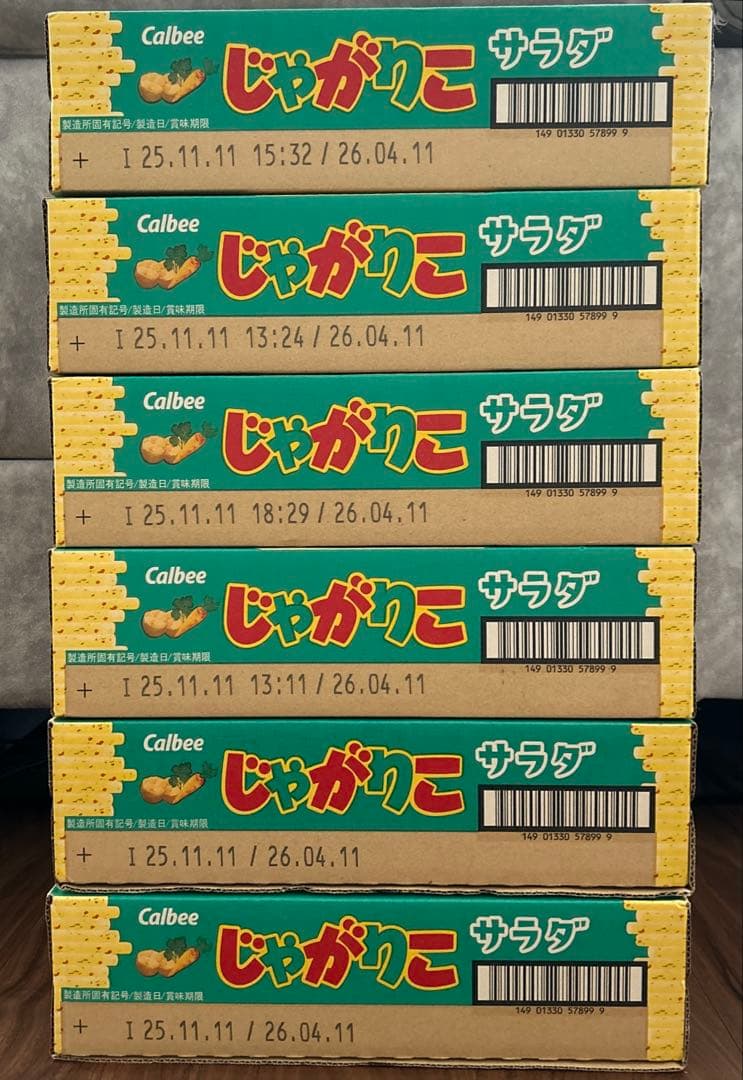 Calbee じゃがりこ サラダ
149 01330 57899 9
製造所固有記号/製造日/賞味期限
+ I 25.11.11 15:32 / 26.04.11
Calbee じゃがりこ サラダ
149 01330 57899 9
製造所固有記号/製造日/賞味期限
+ I 25.11.11 13:24 / 26.04.11
Calbee じゃがりこ サラダ
149 01330 57899 9
製造所固有記号/製造日/賞味期限
+ I 25.11.11 18:29 / 26.04.11
Calbee じゃがりこ サラダ
149 01330 57899 9
製造所固有記号/製造日/賞味期限
+ I 25.11.11 13:11 / 26.04.11
Calbee じゃがりこ サラダ
149 01330 57899 9
製造所固有記号/製造日/賞味期限
+ I 25.11.11 / 26.04.11
Calbee じゃがりこ サラダ
149 01330 57899 9
製造所固有記号/製造日/賞味期限
+ I 25.11.11 / 26.04.11